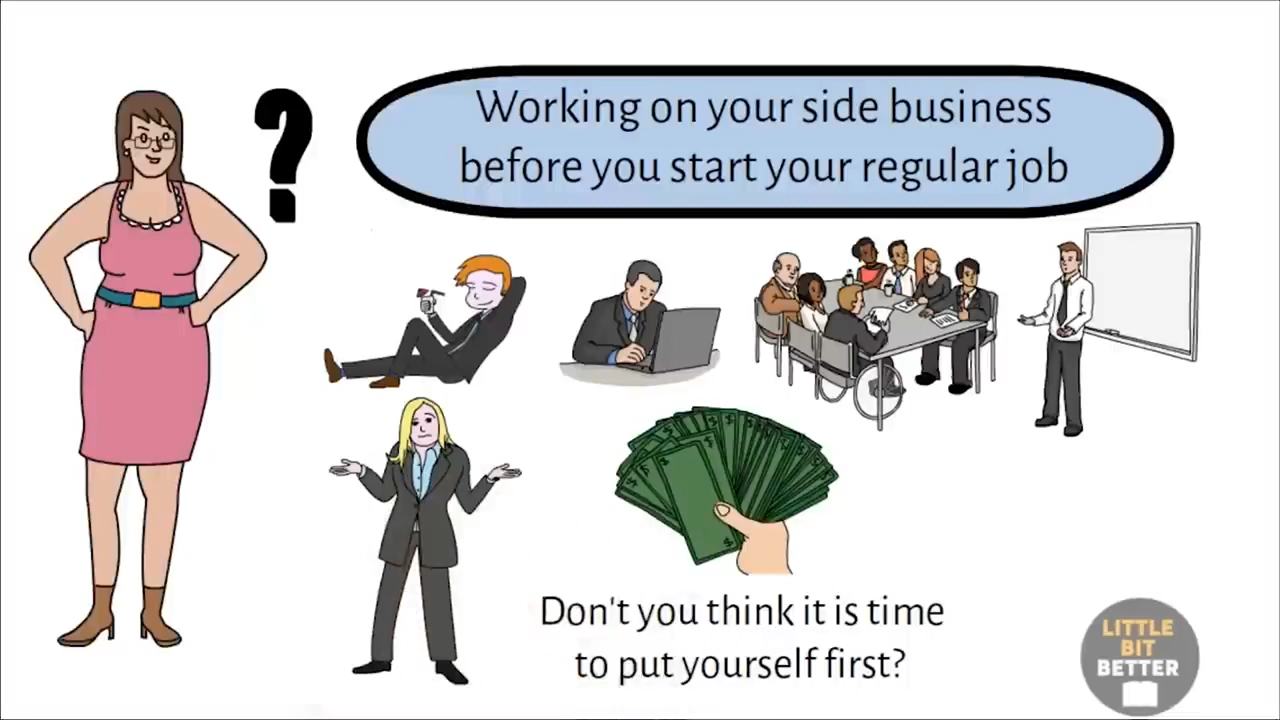 ?
Working on your side business
before you start your regular job
Don't you think it is time
to put yourself first?
LITTLE
BIT
BETTER